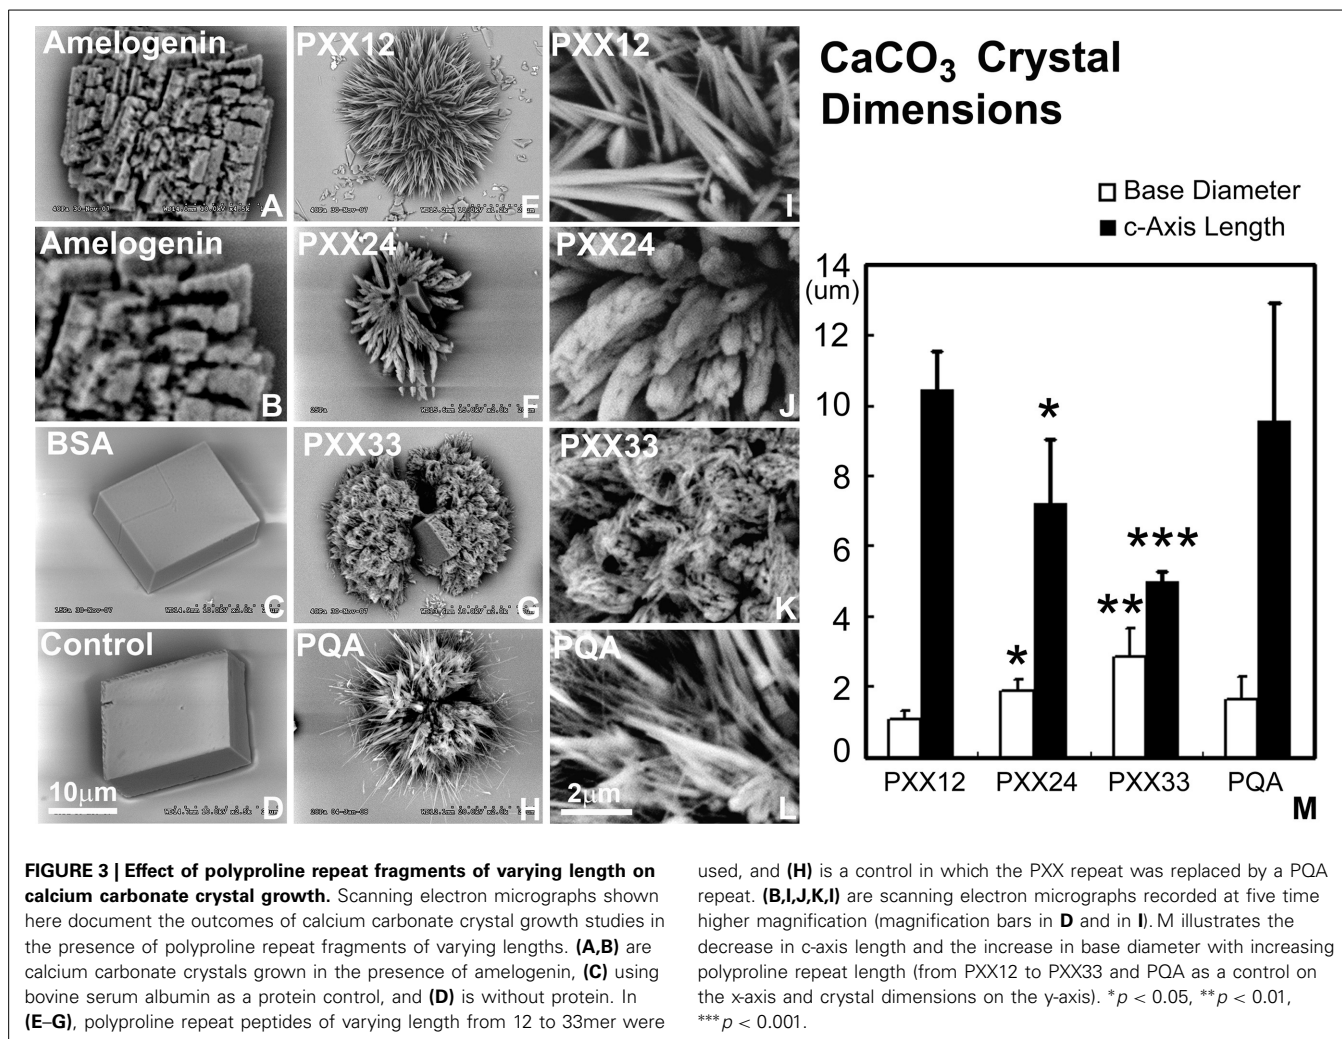 Amelogenin
A
PXX12
E
PXX12
I
Amelogenin
B
PXX24
F
PXX24
J
BSA
C
PXX33
G
PXX33
K
Control
10µm
D
PQA
H
PQA
2µm
L
CaCO3 Crystal
Dimensions
Base Diameter
c-Axis Length
14
(um)
12
10
8
6
4
2
0
*
*
**
***
PXX12 PXX24 PXX33 PQA
M
FIGURE 3 | Effect of polyproline repeat fragments of varying length on
calcium carbonate crystal growth. Scanning electron micrographs shown
here document the outcomes of calcium carbonate crystal growth studies in
the presence of polyproline repeat fragments of varying lengths. (A,B) are
calcium carbonate crystals grown in the presence of amelogenin, (C) using
bovine serum albumin as a protein control, and (D) is without protein. In
(E–G), polyproline repeat peptides of varying length from 12 to 33mer were
used, and (H) is a control in which the PXX repeat was replaced by a PQA
repeat. (B,I,J,K,I) are scanning electron micrographs recorded at five time
higher magnification (magnification bars in D and in I). M illustrates the
decrease in c-axis length and the increase in base diameter with increasing
polyproline repeat length (from PXX12 to PXX33 and PQA as a control on
the x-axis and crystal dimensions on the y-axis). *p < 0.05, **p < 0.01,
***p < 0.001.